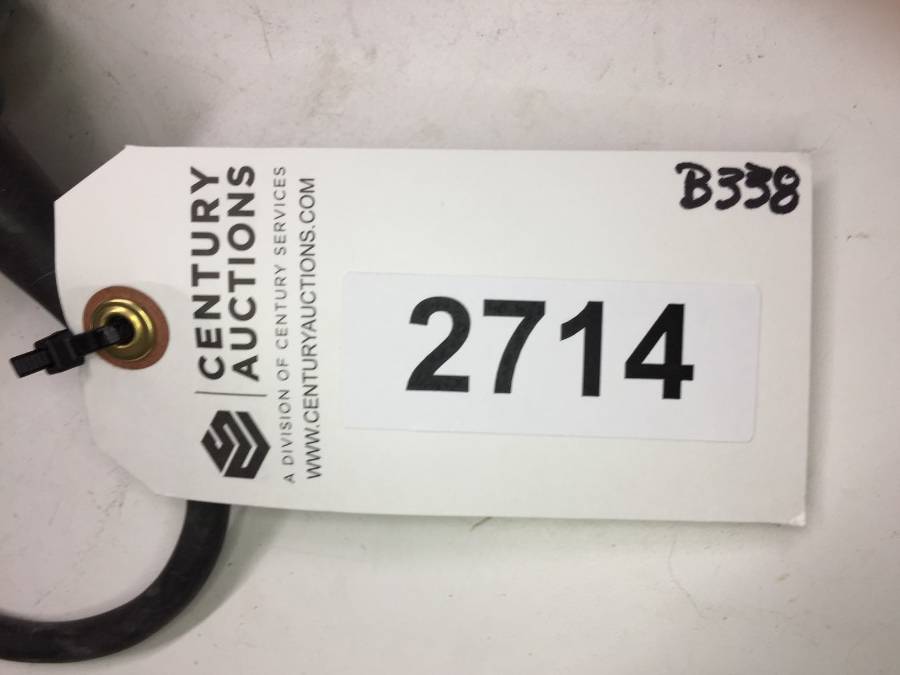 CENTURY
AUCTIONS
A DIVISION OF CENTURY SERVICES
WWW.CENTURYAUCTIONS.COM
2714
B338